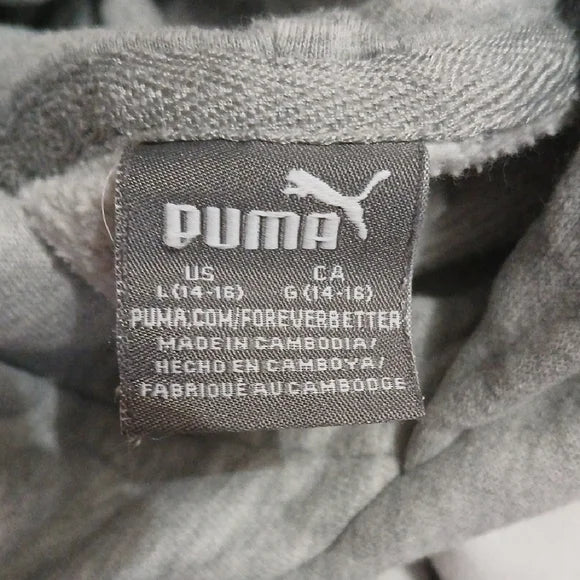 PUMA
US CA
L (14-16) G (14-16)
PUMA.COM/FOREVERBETTER
MADE IN CAMBODIA/
HECHO EN CAMBOYA/
FABRIQUÉ AU CAMBODGE